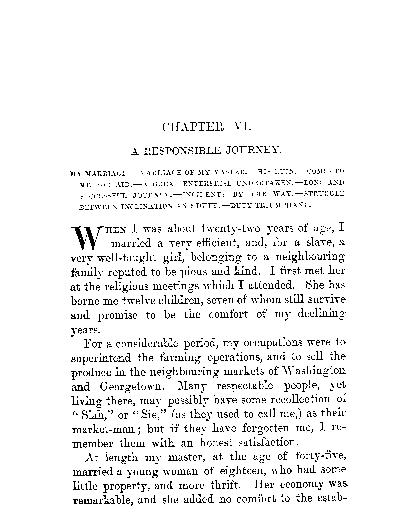 CHAPTER VI.
A RESPONSIBLE JOURNEY.
MY MARRIAGE.—MARRIAGE OF MY MASTER.—HIS RUIN.—COMES TO
ME FOR AID.—A GREAT ENTERPRISE UNDERTAKEN.—LONG AND
SUCCESSFUL JOURNEY.—INCIDENTS BY THE WAY.—STRUGGLE
BETWEEN INCLINATION AND DUTY.—DUTY TRIUMPHANT.
WHEN I was about twenty-two years of age, I
married a very efficient, and, for a slave, a
very well-taught girl, belonging to a neighbouring
family reputed to be pious and kind. I first met her
at the religious meetings which I attended. She has
borne me twelve children, seven of whom still survive
and promise to be the comfort of my declining
years.
For a considerable period, my occupations were to
superintend the farming operations, and to sell the
produce in the neighbouring markets of Washington
and Georgetown. Many respectable people, yet
living there, may possibly have some recollection of
"Siah," or "Sie," (as they used to call me,) as their
market-man; but if they have forgotten me, I re-
member them with an honest satisfaction.
At length my master, at the age of forty-five,
married a young woman of eighteen, who had some
little property, and more thrift. Her economy was
remarkable, and she added no comfort to the estab-